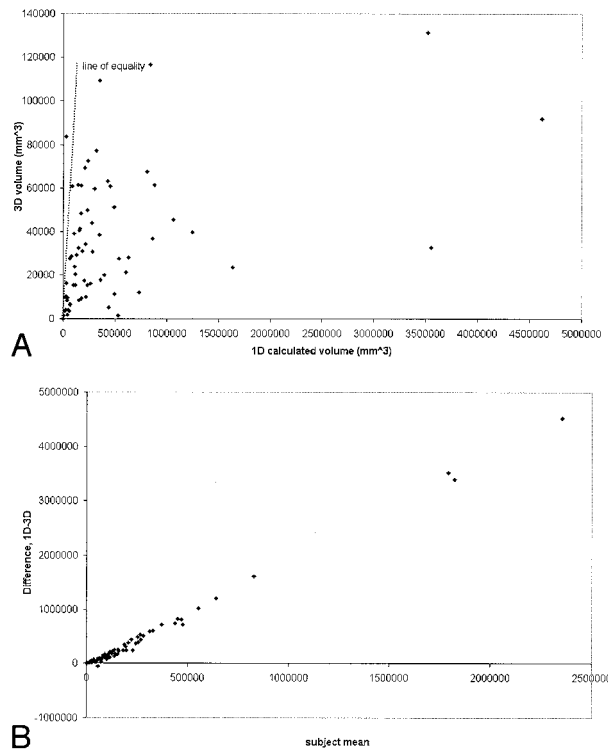 140000
120000
100000
80000
60000
40000
20000
0
3D volume (mm^3)
line of equality
0 500000 1000000 1500000 2000000 2500000 3000000 3500000 4000000 4500000 5000000
1D calculated volume (mm^3)
A
5000000
4000000
3000000
2000000
1000000
0
-1000000
Difference, 1D-3D
0 500000 1000000 1500000 2000000 2500000
subject mean
B